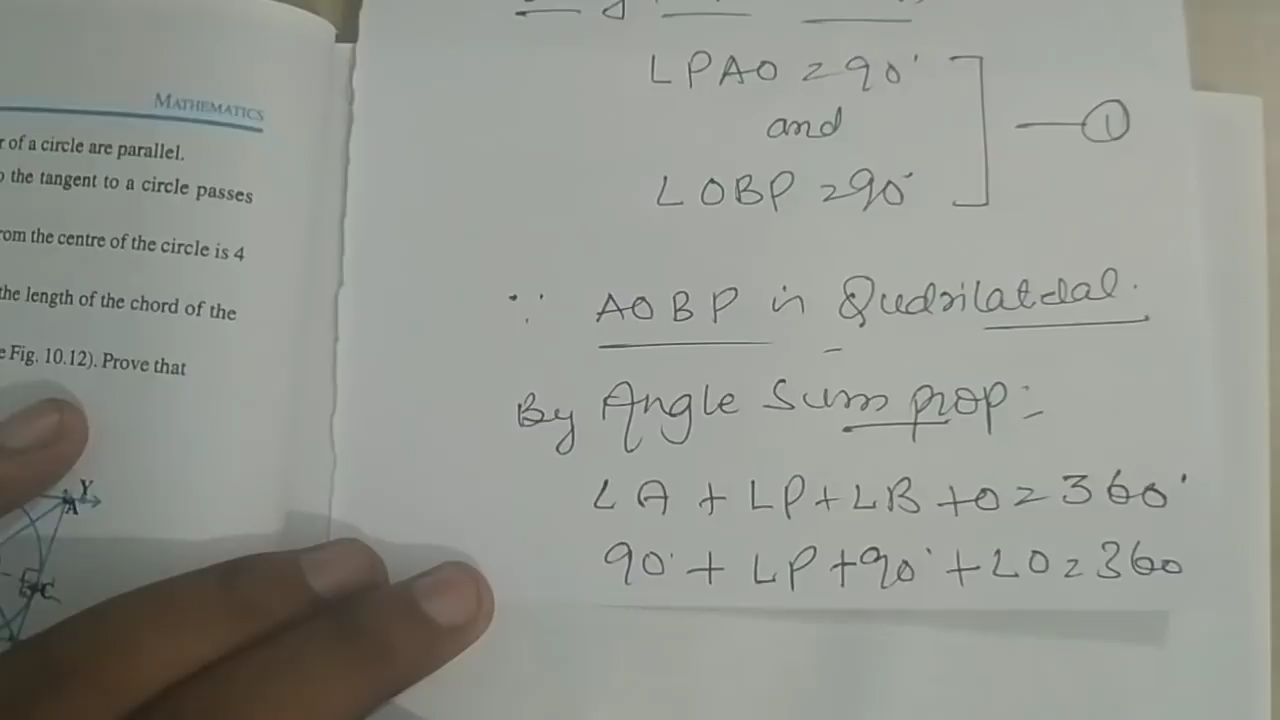 MATHEMATICS
r of a circle are parallel.
the tangent to a circle passes
rom the centre of the circle is 4
the length of the chord of the
e Fig. 10.12). Prove that
Y
A
C
∠PAO = 90°
and
①
∠OBP = 90°
∵ AOBP in Qudrilatdal.
By Angle Sum prop:-
∠A + ∠P + ∠B + O = 360°
90° + ∠P + 90° + ∠O = 360